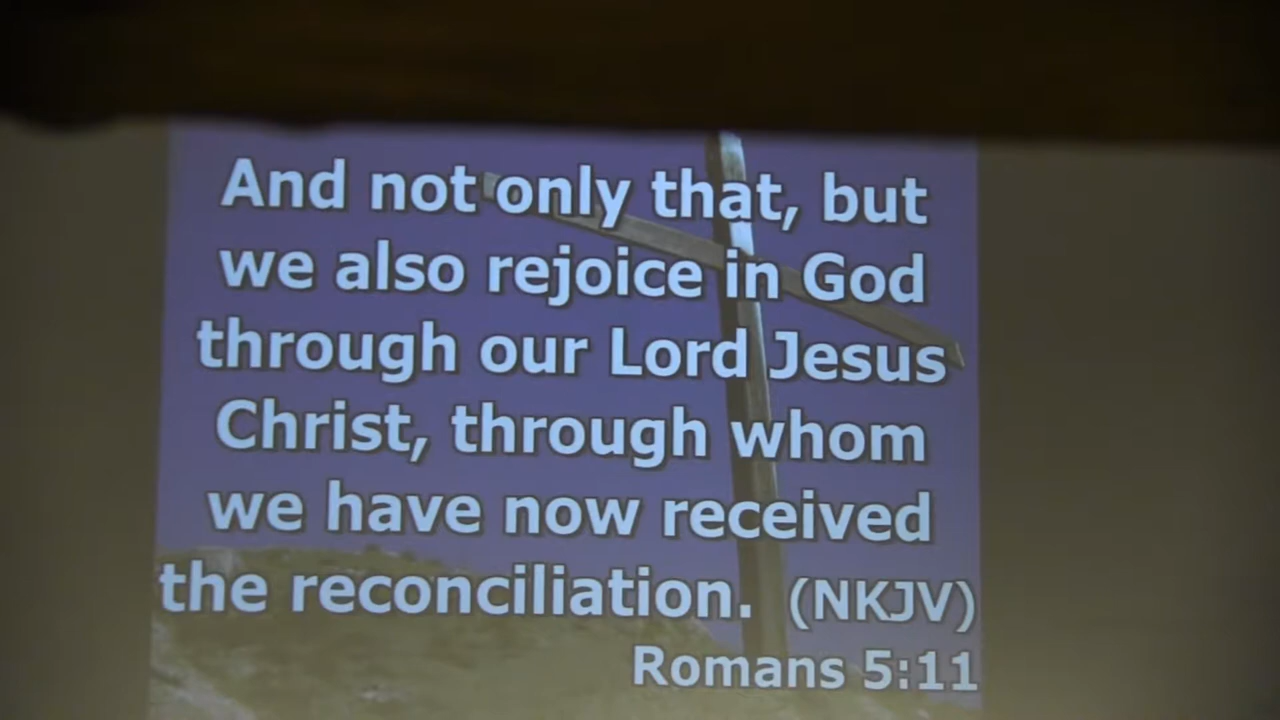 And not only that, but
we also rejoice in God
through our Lord Jesus
Christ, through whom
we have now received
the reconciliation. (NKJV)
Romans 5:11